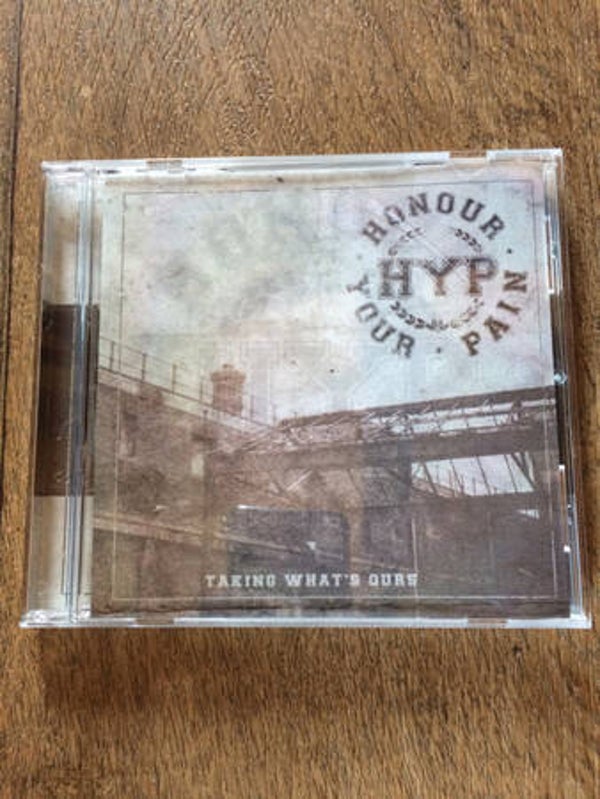 HONOUR
HYP
YOUR · PAIN ·
TAKING WHAT'S OURS